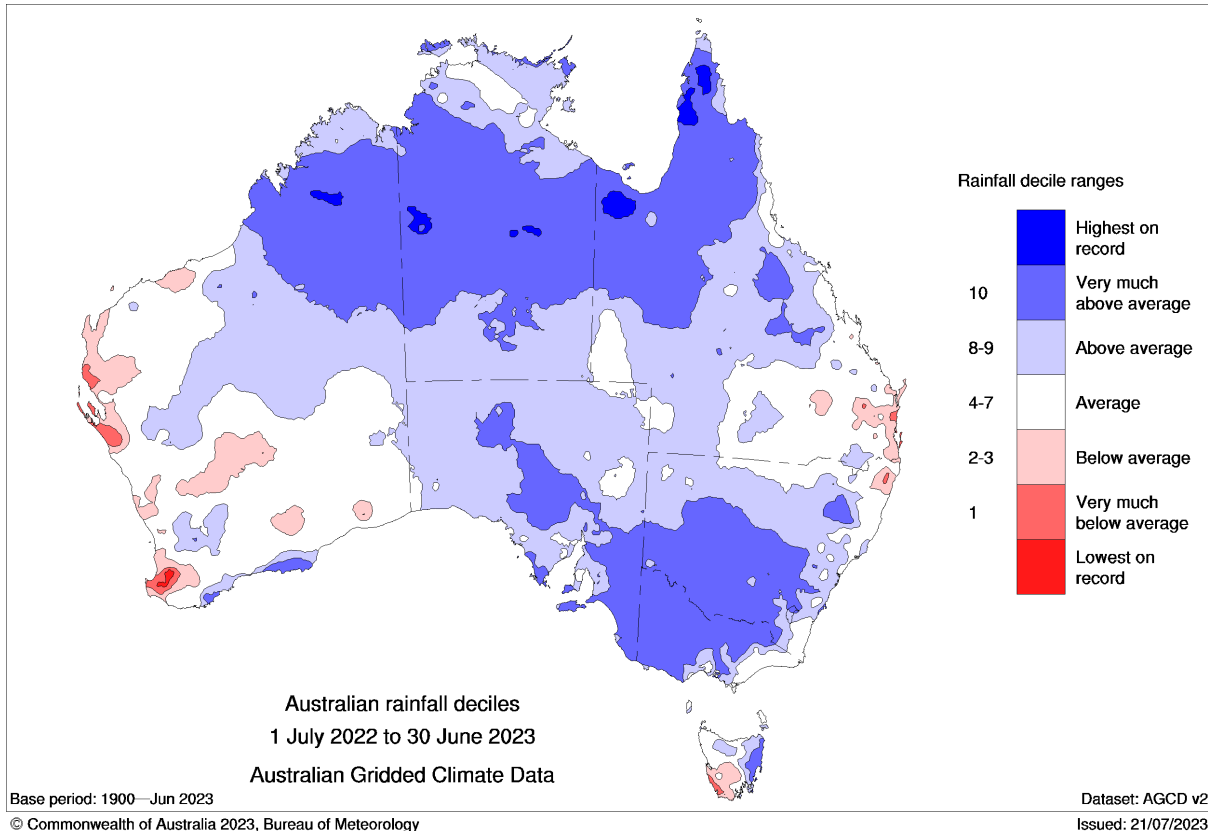 Rainfall decile ranges
Highest on
record
10
Very much
above average
8-9
Above average
4-7
Average
2-3
Below average
1
Very much
below average
Lowest on
record
Australian rainfall deciles
1 July 2022 to 30 June 2023
Australian Gridded Climate Data
Base period: 1900—Jun 2023
Dataset: AGCD v2
© Commonwealth of Australia 2023, Bureau of Meteorology
Issued: 21/07/2023